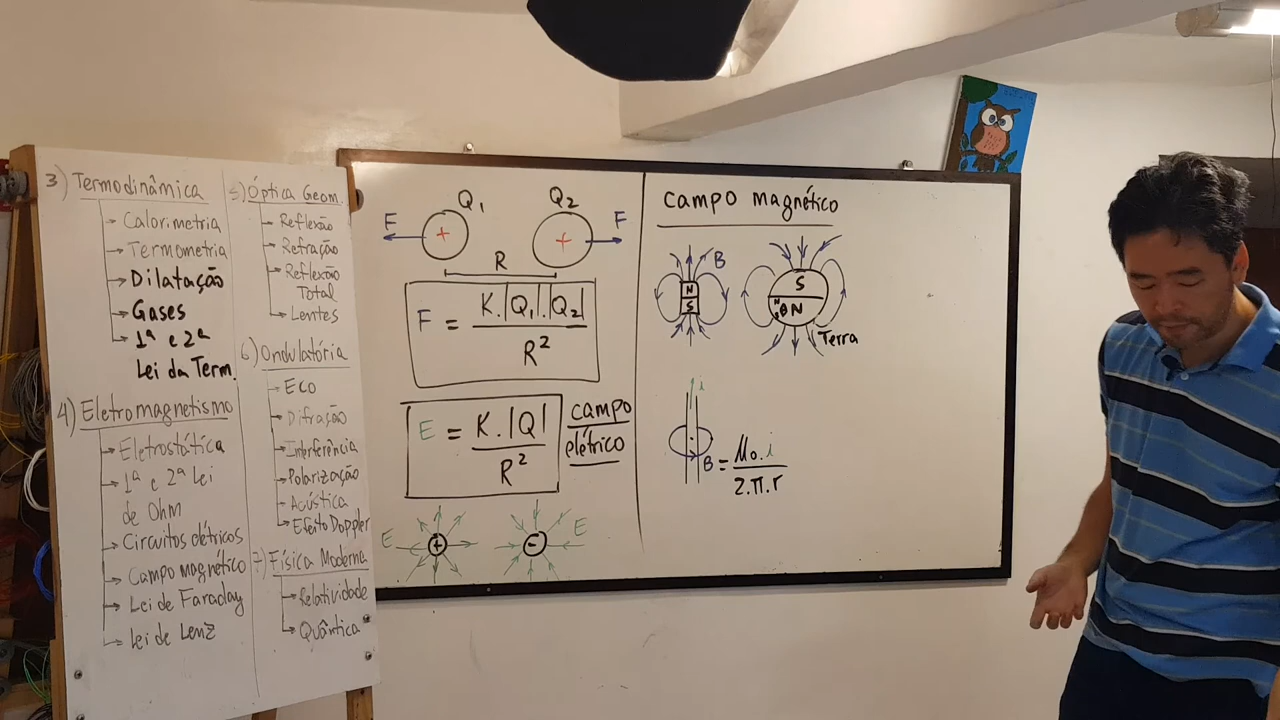 3) Termodinâmica
Calorimetria
Termometria
Dilatação
Gases
1ª e 2ª
Lei da Term.
4) Eletromagnetismo
Eletrostática
1ª e 2ª Lei
de Ohm
Circuitos elétricos
Campo magnético
Lei de Faraday
Lei de Lenz
5) Óptica Geom.
Reflexão
Refração
Reflexão
Total
Lentes
6) Ondulatória
Eco
Difração
Interferência
Polarização
Acústica
Efeito Doppler
7) Física Moderna
Relatividade
Quântica
Q₁ Q₂
F + + F
R
F = K.|Q₁|.|Q₂|
R²
E = K.|Q|
R²
campo
elétrico
E + - E
campo magnético
B
N
S
S
N
Terra
i
B = μ₀.i
2.π.r